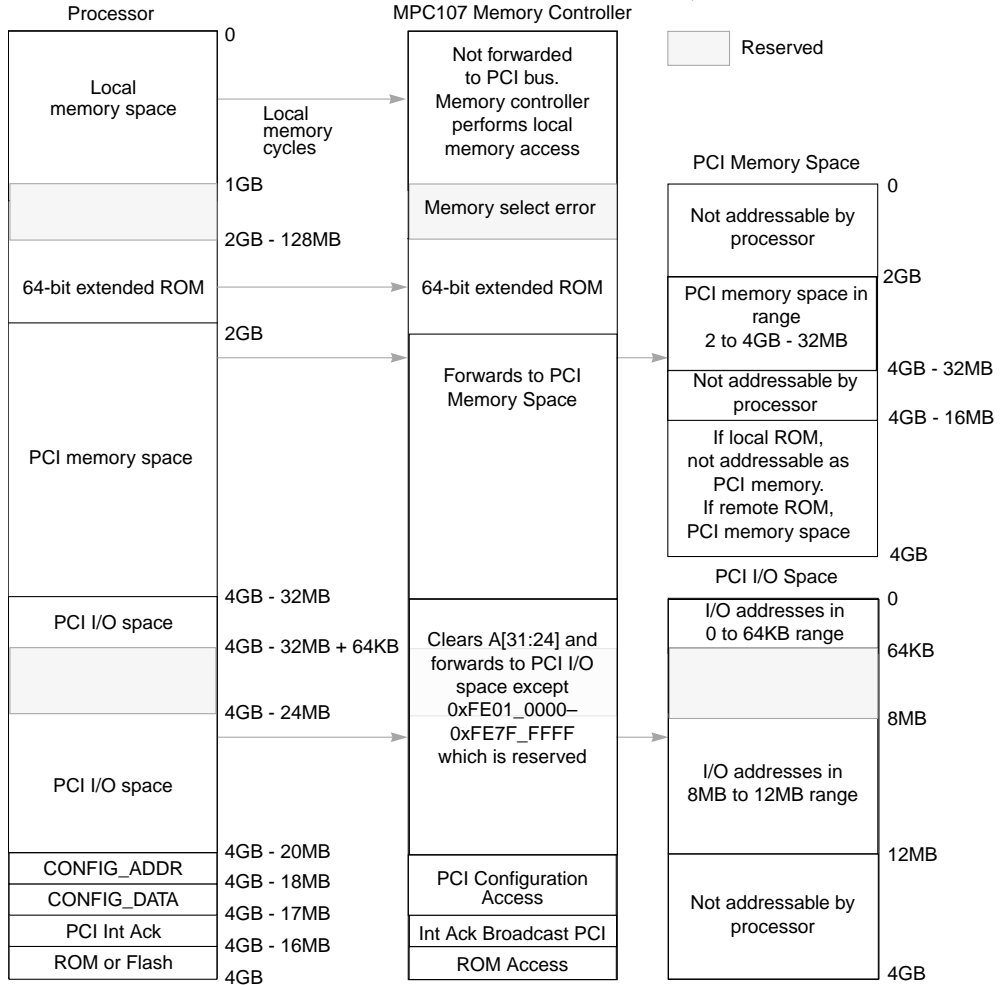 Processor
MPC107 Memory Controller
0
Reserved
Local
memory space
Not forwarded
to PCI bus.
Memory controller
performs local
memory access
Local
memory
cycles
PCI Memory Space
1GB
0
Memory select error
Not addressable by
processor
2GB - 128MB
64-bit extended ROM
64-bit extended ROM
2GB
PCI memory space in
range
2 to 4GB - 32MB
2GB
Forwards to PCI
Memory Space
4GB - 32MB
Not addressable by
processor
4GB - 16MB
PCI memory space
If local ROM,
not addressable as
PCI memory.
If remote ROM,
PCI memory space
4GB
PCI I/O Space
4GB - 32MB
0
PCI I/O space
I/O addresses in
0 to 64KB range
4GB - 32MB + 64KB
64KB
Clears A[31:24] and
forwards to PCI I/O
space except
0xFE01_0000–
0xFE7F_FFFF
which is reserved
4GB - 24MB
8MB
PCI I/O space
I/O addresses in
8MB to 12MB range
4GB - 20MB
12MB
CONFIG_ADDR
4GB - 18MB
PCI Configuration
Access
CONFIG_DATA
4GB - 17MB
Not addressable by
processor
PCI Int Ack
Int Ack Broadcast PCI
4GB - 16MB
ROM or Flash
ROM Access
4GB
4GB